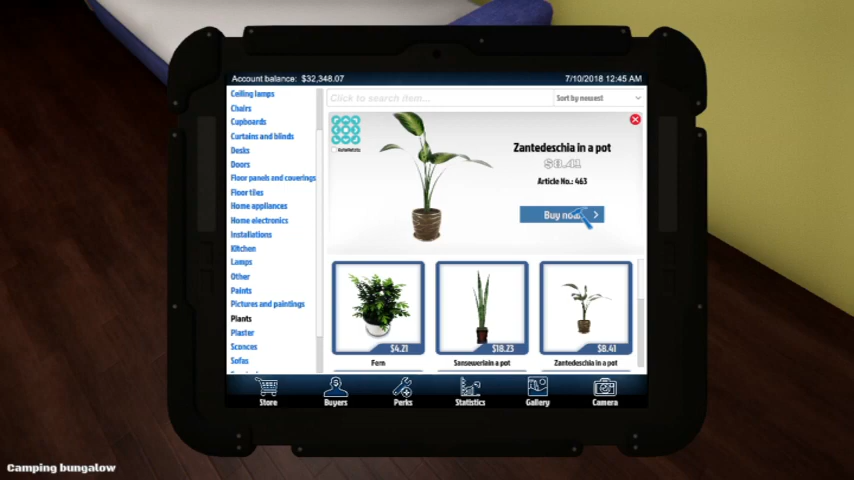 Account balance: $32,348.07
7/10/2018 12:45 AM
Ceiling lamps
Chairs
Cupboards
Curtains and blinds
Desks
Doors
Floor panels and coverings
Floor tiles
Home appliances
Home electronics
Installations
Kitchen
Lamps
Other
Paints
Pictures and paintings
Plants
Plaster
Sconces
Sofas
Click to search item...
Sort by newest
Zantedeschia in a pot
$8.41
Article No.: 463
Buy now
$4.21
$18.23
$8.41
Fern
Sanseweria in a pot
Zantedeschia in a pot
Store
Buyers
Perks
Statistics
Gallery
Camera
Camping bungalow